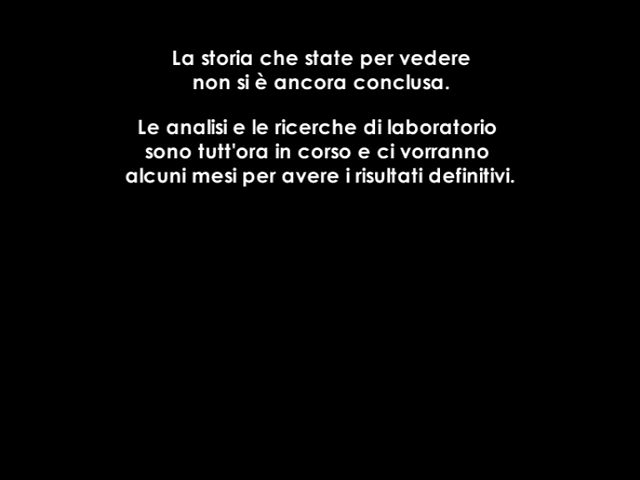 La storia che state per vedere
non si è ancora conclusa.
Le analisi e le ricerche di laboratorio
sono tutt'ora in corso e ci vorranno
alcuni mesi per avere i risultati definitivi.